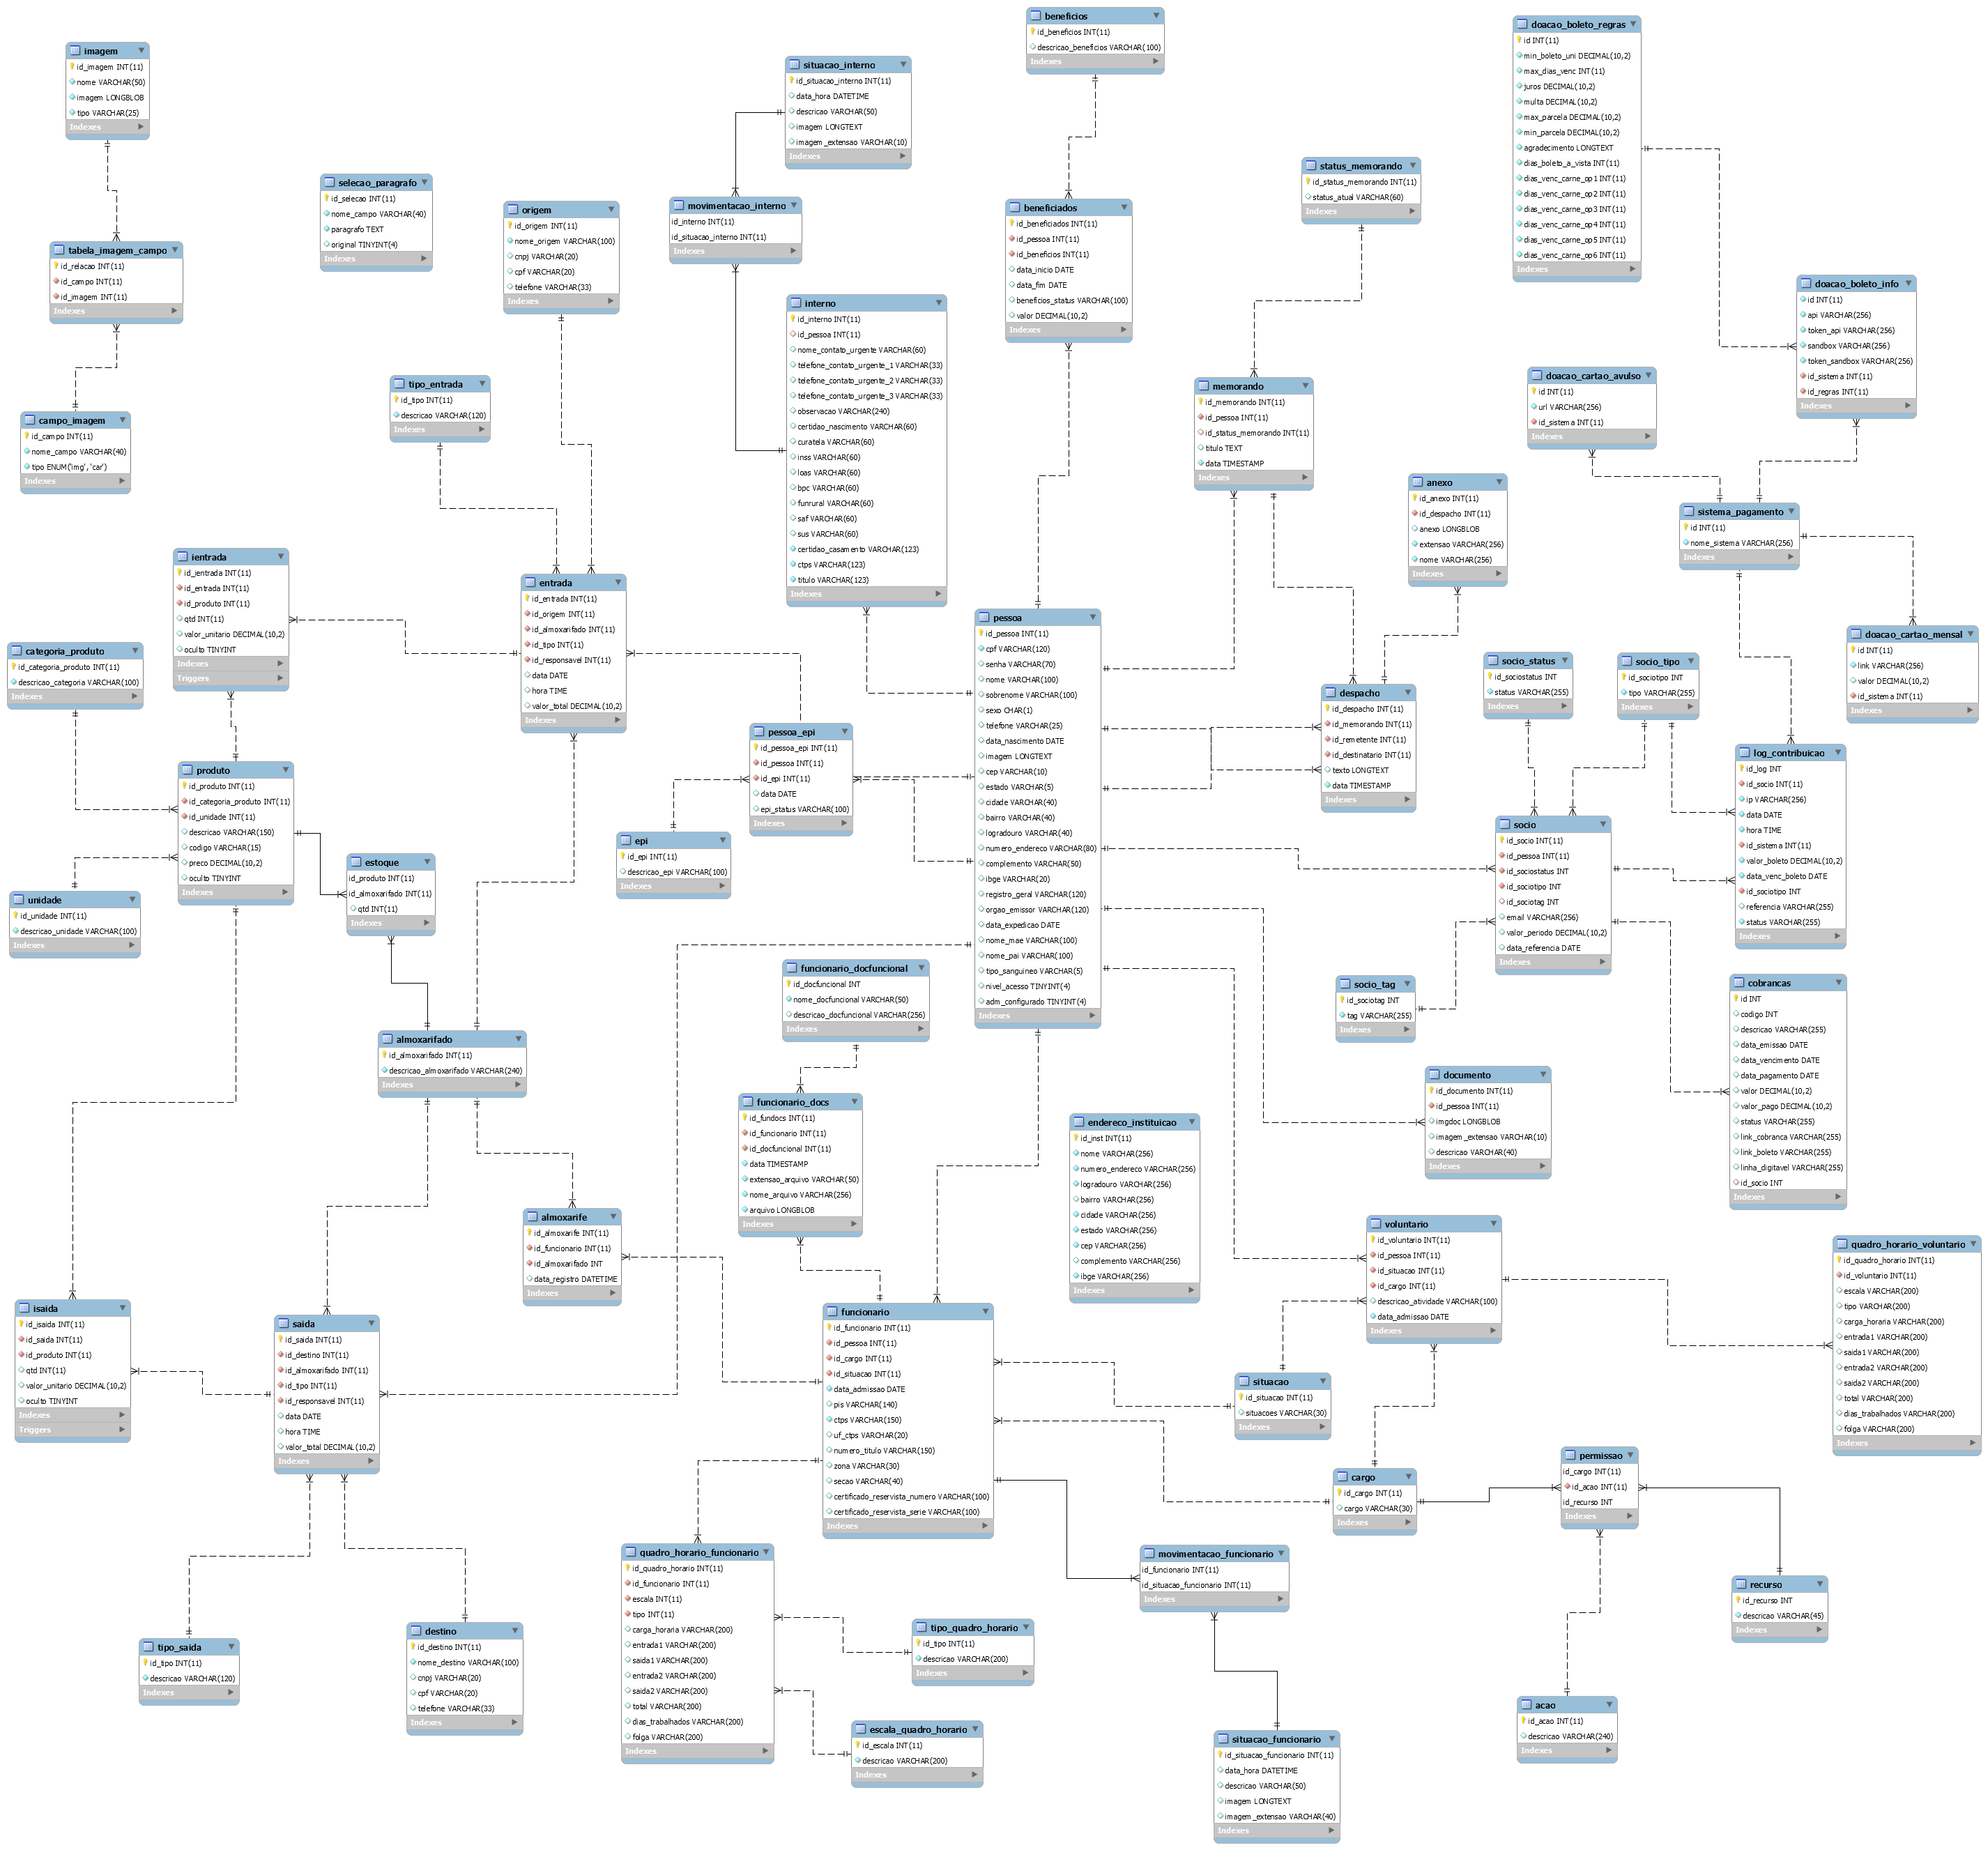 beneficios
id_beneficios INT(11)
descricao_beneficios VARCHAR(100)
Indexes
doacao_boleto_regras
id INT(11)
min_boleto_uni DECIMAL(10,2)
max_dias_venc INT(11)
juros DECIMAL(10,2)
multa DECIMAL(10,2)
max_parcela DECIMAL(10,2)
min_parcela DECIMAL(10,2)
agradecimento LONGTEXT
dias_boleto_a_vista INT(11)
dias_venc_carne_op1 INT(11)
dias_venc_carne_op2 INT(11)
dias_venc_carne_op3 INT(11)
dias_venc_carne_op4 INT(11)
dias_venc_carne_op5 INT(11)
dias_venc_carne_op6 INT(11)
Indexes
imagem
id_imagem INT(11)
nome VARCHAR(50)
imagem LONGBLOB
tipo VARCHAR(25)
Indexes
situacao_interno
id_situacao_interno INT(11)
data_hora DATETIME
descricao VARCHAR(50)
imagem LONGTEXT
imagem_extensao VARCHAR(10)
Indexes
status_memorando
id_status_memorando INT(11)
status_atual VARCHAR(60)
Indexes
selecao_paragrafo
id_selecao INT(11)
nome_campo VARCHAR(40)
paragrafo TEXT
original TINYINT(4)
Indexes
origem
id_origem INT(11)
nome_origem VARCHAR(100)
cnpj VARCHAR(20)
cpf VARCHAR(20)
telefone VARCHAR(33)
Indexes
movimentacao_interno
id_interno INT(11)
id_situacao_interno INT(11)
Indexes
beneficiados
id_beneficiados INT(11)
id_pessoa INT(11)
id_beneficios INT(11)
data_inicio DATE
data_fim DATE
beneficios_status VARCHAR(100)
valor DECIMAL(10,2)
Indexes
tabela_imagem_campo
id_relacao INT(11)
id_campo INT(11)
id_imagem INT(11)
Indexes
doacao_boleto_info
id INT(11)
api VARCHAR(256)
token_api VARCHAR(256)
sandbox VARCHAR(256)
token_sandbox VARCHAR(256)
id_sistema INT(11)
id_regras INT(11)
Indexes
interno
id_interno INT(11)
id_pessoa INT(11)
nome_contato_urgente VARCHAR(60)
telefone_contato_urgente_1 VARCHAR(33)
telefone_contato_urgente_2 VARCHAR(33)
telefone_contato_urgente_3 VARCHAR(33)
observacao VARCHAR(240)
certidao_nascimento VARCHAR(60)
curatela VARCHAR(60)
inss VARCHAR(60)
loas VARCHAR(60)
bpc VARCHAR(60)
funrural VARCHAR(60)
saf VARCHAR(60)
sus VARCHAR(60)
certidao_casamento VARCHAR(123)
ctps VARCHAR(123)
titulo VARCHAR(123)
Indexes
doacao_cartao_avulso
id INT(11)
url VARCHAR(256)
id_sistema INT(11)
Indexes
tipo_entrada
id_tipo INT(11)
descricao VARCHAR(120)
Indexes
memorando
id_memorando INT(11)
id_pessoa INT(11)
id_status_memorando INT(11)
titulo TEXT
data TIMESTAMP
Indexes
campo_imagem
id_campo INT(11)
nome_campo VARCHAR(40)
tipo ENUM('img','car')
Indexes
anexo
id_anexo INT(11)
id_despacho INT(11)
anexo LONGBLOB
extensao VARCHAR(256)
nome VARCHAR(256)
Indexes
sistema_pagamento
id INT(11)
nome_sistema VARCHAR(256)
Indexes
ientrada
id_ientrada INT(11)
id_entrada INT(11)
id_produto INT(11)
qtd INT(11)
valor_unitario DECIMAL(10,2)
oculto TINYINT
Indexes
Triggers
entrada
id_entrada INT(11)
id_origem INT(11)
id_almoxarifado INT(11)
id_tipo INT(11)
id_responsavel INT(11)
data DATE
hora TIME
valor_total DECIMAL(10,2)
Indexes
pessoa
id_pessoa INT(11)
cpf VARCHAR(120)
senha VARCHAR(70)
nome VARCHAR(100)
sobrenome VARCHAR(100)
sexo CHAR(1)
telefone VARCHAR(25)
data_nascimento DATE
imagem LONGTEXT
cep VARCHAR(10)
estado VARCHAR(5)
cidade VARCHAR(40)
bairro VARCHAR(40)
logradouro VARCHAR(40)
numero_endereco VARCHAR(80)
complemento VARCHAR(50)
ibge VARCHAR(20)
registro_geral VARCHAR(120)
orgao_emissor VARCHAR(120)
data_expedicao DATE
nome_mae VARCHAR(100)
nome_pai VARCHAR(100)
tipo_sanguineo VARCHAR(5)
nivel_acesso TINYINT(4)
adm_configurado TINYINT(4)
Indexes
doacao_cartao_mensal
id INT(11)
link VARCHAR(256)
valor DECIMAL(10,2)
id_sistema INT(11)
Indexes
categoria_produto
id_categoria_produto INT(11)
descricao_categoria VARCHAR(100)
Indexes
socio_status
id_sociostatus INT
status VARCHAR(255)
Indexes
socio_tipo
id_sociotipo INT
tipo VARCHAR(255)
Indexes
despacho
id_despacho INT(11)
id_memorando INT(11)
id_remetente INT(11)
id_destinatario INT(11)
texto LONGTEXT
data TIMESTAMP
Indexes
pessoa_epi
id_pessoa_epi INT(11)
id_pessoa INT(11)
id_epi INT(11)
data DATE
epi_status VARCHAR(100)
Indexes
log_contribuicao
id_log INT
id_socio INT(11)
ip VARCHAR(256)
data DATE
hora TIME
id_sistema INT(11)
valor_boleto DECIMAL(10,2)
data_venc_boleto DATE
id_sociotipo INT
referencia VARCHAR(255)
status VARCHAR(255)
Indexes
produto
id_produto INT(11)
id_categoria_produto INT(11)
id_unidade INT(11)
descricao VARCHAR(150)
codigo VARCHAR(15)
preco DECIMAL(10,2)
oculto TINYINT
Indexes
socio
id_socio INT(11)
id_pessoa INT(11)
id_sociostatus INT
id_sociotipo INT
id_sociotag INT
email VARCHAR(256)
valor_periodo DECIMAL(10,2)
data_referencia DATE
Indexes
epi
id_epi INT(11)
descricao_epi VARCHAR(100)
Indexes
estoque
id_produto INT(11)
id_almoxarifado INT(11)
qtd INT(11)
Indexes
unidade
id_unidade INT(11)
descricao_unidade VARCHAR(100)
Indexes
funcionario_docfuncional
id_docfuncional INT
nome_docfuncional VARCHAR(50)
descricao_docfuncional VARCHAR(256)
Indexes
socio_tag
id_sociotag INT
tag VARCHAR(255)
Indexes
cobrancas
id INT
codigo INT
descricao VARCHAR(255)
data_emissao DATE
data_vencimento DATE
data_pagamento DATE
valor DECIMAL(10,2)
valor_pago DECIMAL(10,2)
status VARCHAR(255)
link_cobranca VARCHAR(255)
link_boleto VARCHAR(255)
linha_digitavel VARCHAR(255)
id_socio INT
Indexes
almoxarifado
id_almoxarifado INT(11)
descricao_almoxarifado VARCHAR(240)
Indexes
documento
id_documento INT(11)
id_pessoa INT(11)
imgdoc LONGBLOB
imagem_extensao VARCHAR(10)
descricao VARCHAR(40)
Indexes
funcionario_docs
id_fundocs INT(11)
id_funcionario INT(11)
id_docfuncional INT(11)
data TIMESTAMP
extensao_arquivo VARCHAR(50)
nome_arquivo VARCHAR(256)
arquivo LONGBLOB
Indexes
endereco_instituicao
id_inst INT(11)
nome VARCHAR(256)
numero_endereco VARCHAR(256)
logradouro VARCHAR(256)
bairro VARCHAR(256)
cidade VARCHAR(256)
estado VARCHAR(256)
cep VARCHAR(256)
complemento VARCHAR(256)
ibge VARCHAR(256)
Indexes
almoxarife
id_almoxarife INT(11)
id_funcionario INT(11)
id_almoxarifado INT
data_registro DATETIME
Indexes
voluntario
id_voluntario INT(11)
id_pessoa INT(11)
id_situacao INT(11)
id_cargo INT(11)
descricao_atividade VARCHAR(100)
data_admissao DATE
Indexes
quadro_horario_voluntario
id_quadro_horario INT(11)
id_voluntario INT(11)
escala VARCHAR(200)
tipo VARCHAR(200)
carga_horaria VARCHAR(200)
entrada1 VARCHAR(200)
saida1 VARCHAR(200)
entrada2 VARCHAR(200)
saida2 VARCHAR(200)
total VARCHAR(200)
dias_trabalhados VARCHAR(200)
folga VARCHAR(200)
Indexes
isaida
id_isaida INT(11)
id_saida INT(11)
id_produto INT(11)
qtd INT(11)
valor_unitario DECIMAL(10,2)
oculto TINYINT
Indexes
Triggers
saida
id_saida INT(11)
id_destino INT(11)
id_almoxarifado INT(11)
id_tipo INT(11)
id_responsavel INT(11)
data DATE
hora TIME
valor_total DECIMAL(10,2)
Indexes
funcionario
id_funcionario INT(11)
id_pessoa INT(11)
id_cargo INT(11)
id_situacao INT(11)
data_admissao DATE
pis VARCHAR(140)
ctps VARCHAR(150)
uf_ctps VARCHAR(20)
numero_titulo VARCHAR(150)
zona VARCHAR(30)
secao VARCHAR(40)
certificado_reservista_numero VARCHAR(100)
certificado_reservista_serie VARCHAR(100)
Indexes
situacao
id_situacao INT(11)
situacoes VARCHAR(30)
Indexes
cargo
id_cargo INT(11)
cargo VARCHAR(30)
Indexes
permissao
id_cargo INT(11)
id_acao INT(11)
id_recurso INT
Indexes
quadro_horario_funcionario
id_quadro_horario INT(11)
id_funcionario INT(11)
escala INT(11)
tipo INT(11)
carga_horaria VARCHAR(200)
entrada1 VARCHAR(200)
saida1 VARCHAR(200)
entrada2 VARCHAR(200)
saida2 VARCHAR(200)
total VARCHAR(200)
dias_trabalhados VARCHAR(200)
folga VARCHAR(200)
Indexes
movimentacao_funcionario
id_funcionario INT(11)
id_situacao_funcionario INT(11)
Indexes
recurso
id_recurso INT
descricao VARCHAR(45)
Indexes
tipo_saida
id_tipo INT(11)
descricao VARCHAR(120)
Indexes
destino
id_destino INT(11)
nome_destino VARCHAR(100)
cnpj VARCHAR(20)
cpf VARCHAR(20)
telefone VARCHAR(33)
Indexes
tipo_quadro_horario
id_tipo INT(11)
descricao VARCHAR(200)
Indexes
escala_quadro_horario
id_escala INT(11)
descricao VARCHAR(200)
Indexes
acao
id_acao INT(11)
descricao VARCHAR(240)
Indexes
situacao_funcionario
id_situacao_funcionario INT(11)
data_hora DATETIME
descricao VARCHAR(50)
imagem LONGTEXT
imagem_extensao VARCHAR(40)
Indexes